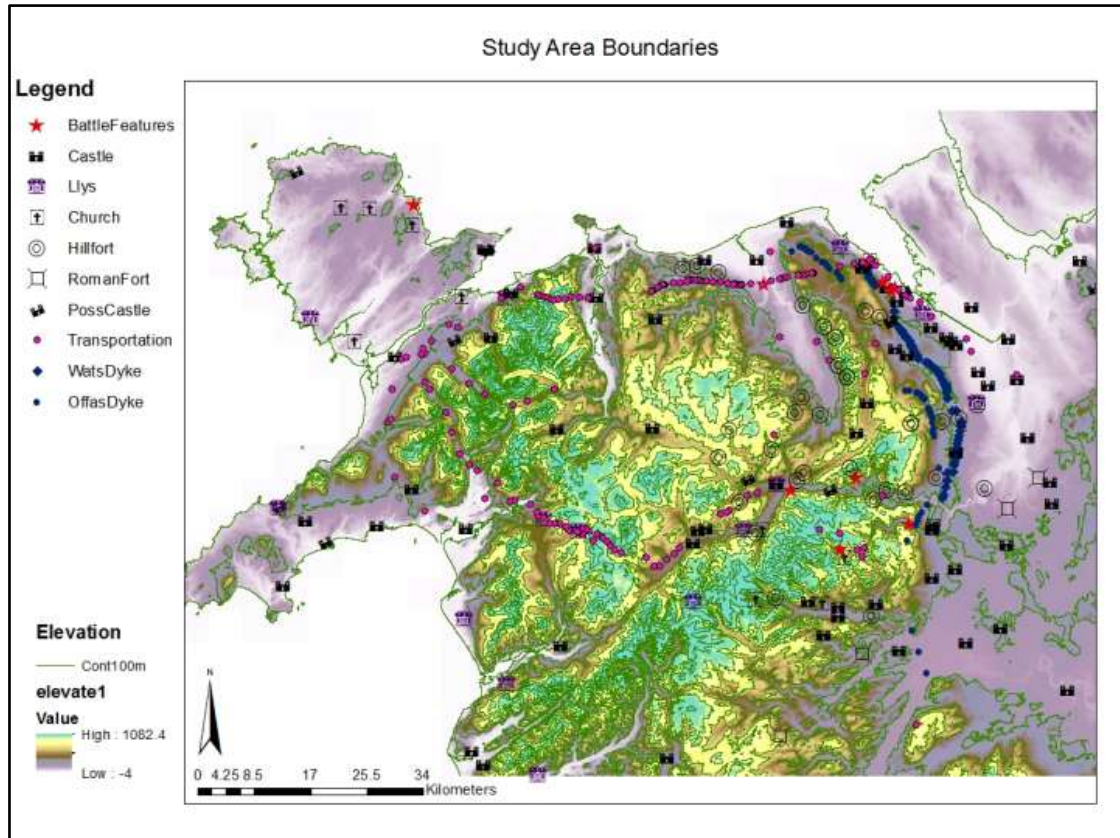 Study Area Boundaries
Legend
BattleFeatures
Castle
Llys
Church
Hillfort
RomanFort
PossCastle
Transportation
WatsDyke
OffasDyke
Elevation
Cont100m
elevate1
Value
High : 1082.4
Low : -4
N
0 4.25 8.5 17 25.5 34
Kilometers